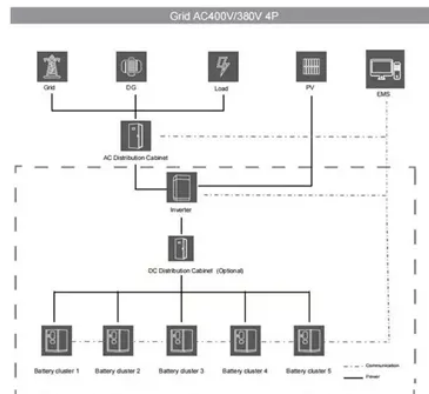 Grid AC400V/380V 4P
Grid
DG
Load
PV
EMS
AC Distribution Cabinet
Inverter
DC Distribution Cabinet (Optional)
Battery cluster 1
Battery cluster 2
Battery cluster 3
Battery cluster 4
Battery cluster 5
Communication
Power